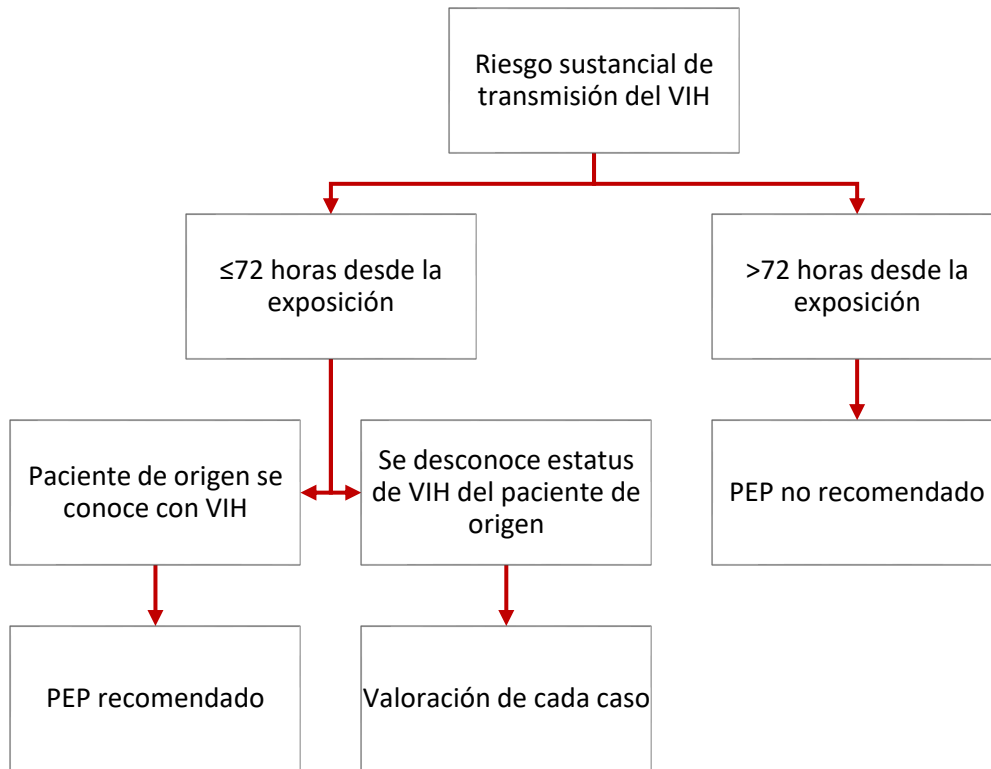 Riesgo sustancial de
transmisión del VIH
≤72 horas desde la
exposición
>72 horas desde la
exposición
Paciente de origen se
conoce con VIH
Se desconoce estatus
de VIH del paciente de
origen
PEP no recomendado
PEP recomendado
Valoración de cada caso